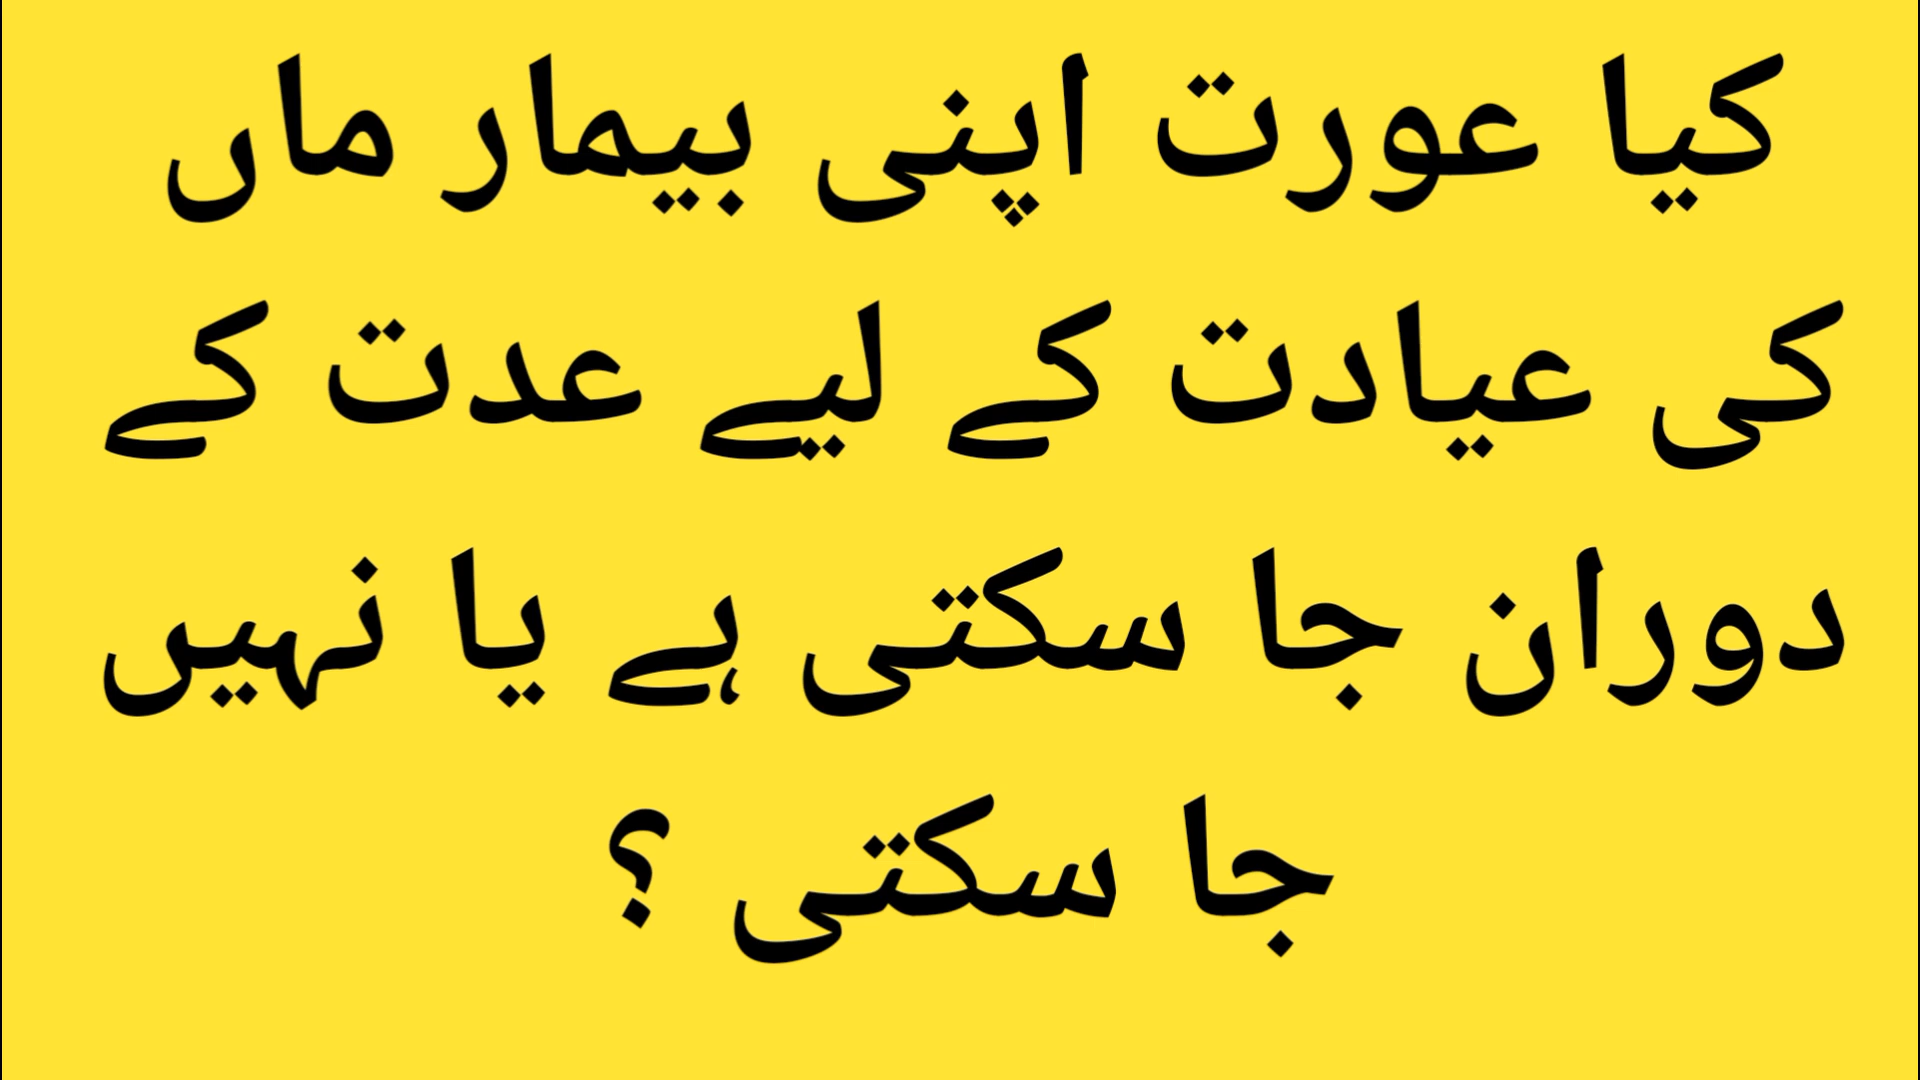 کیا عورت اپنی بیمار ماں
کی عیادت کے لیے عدت کے
دوران جا سکتی ہے یا نہیں
جا سکتی ؟